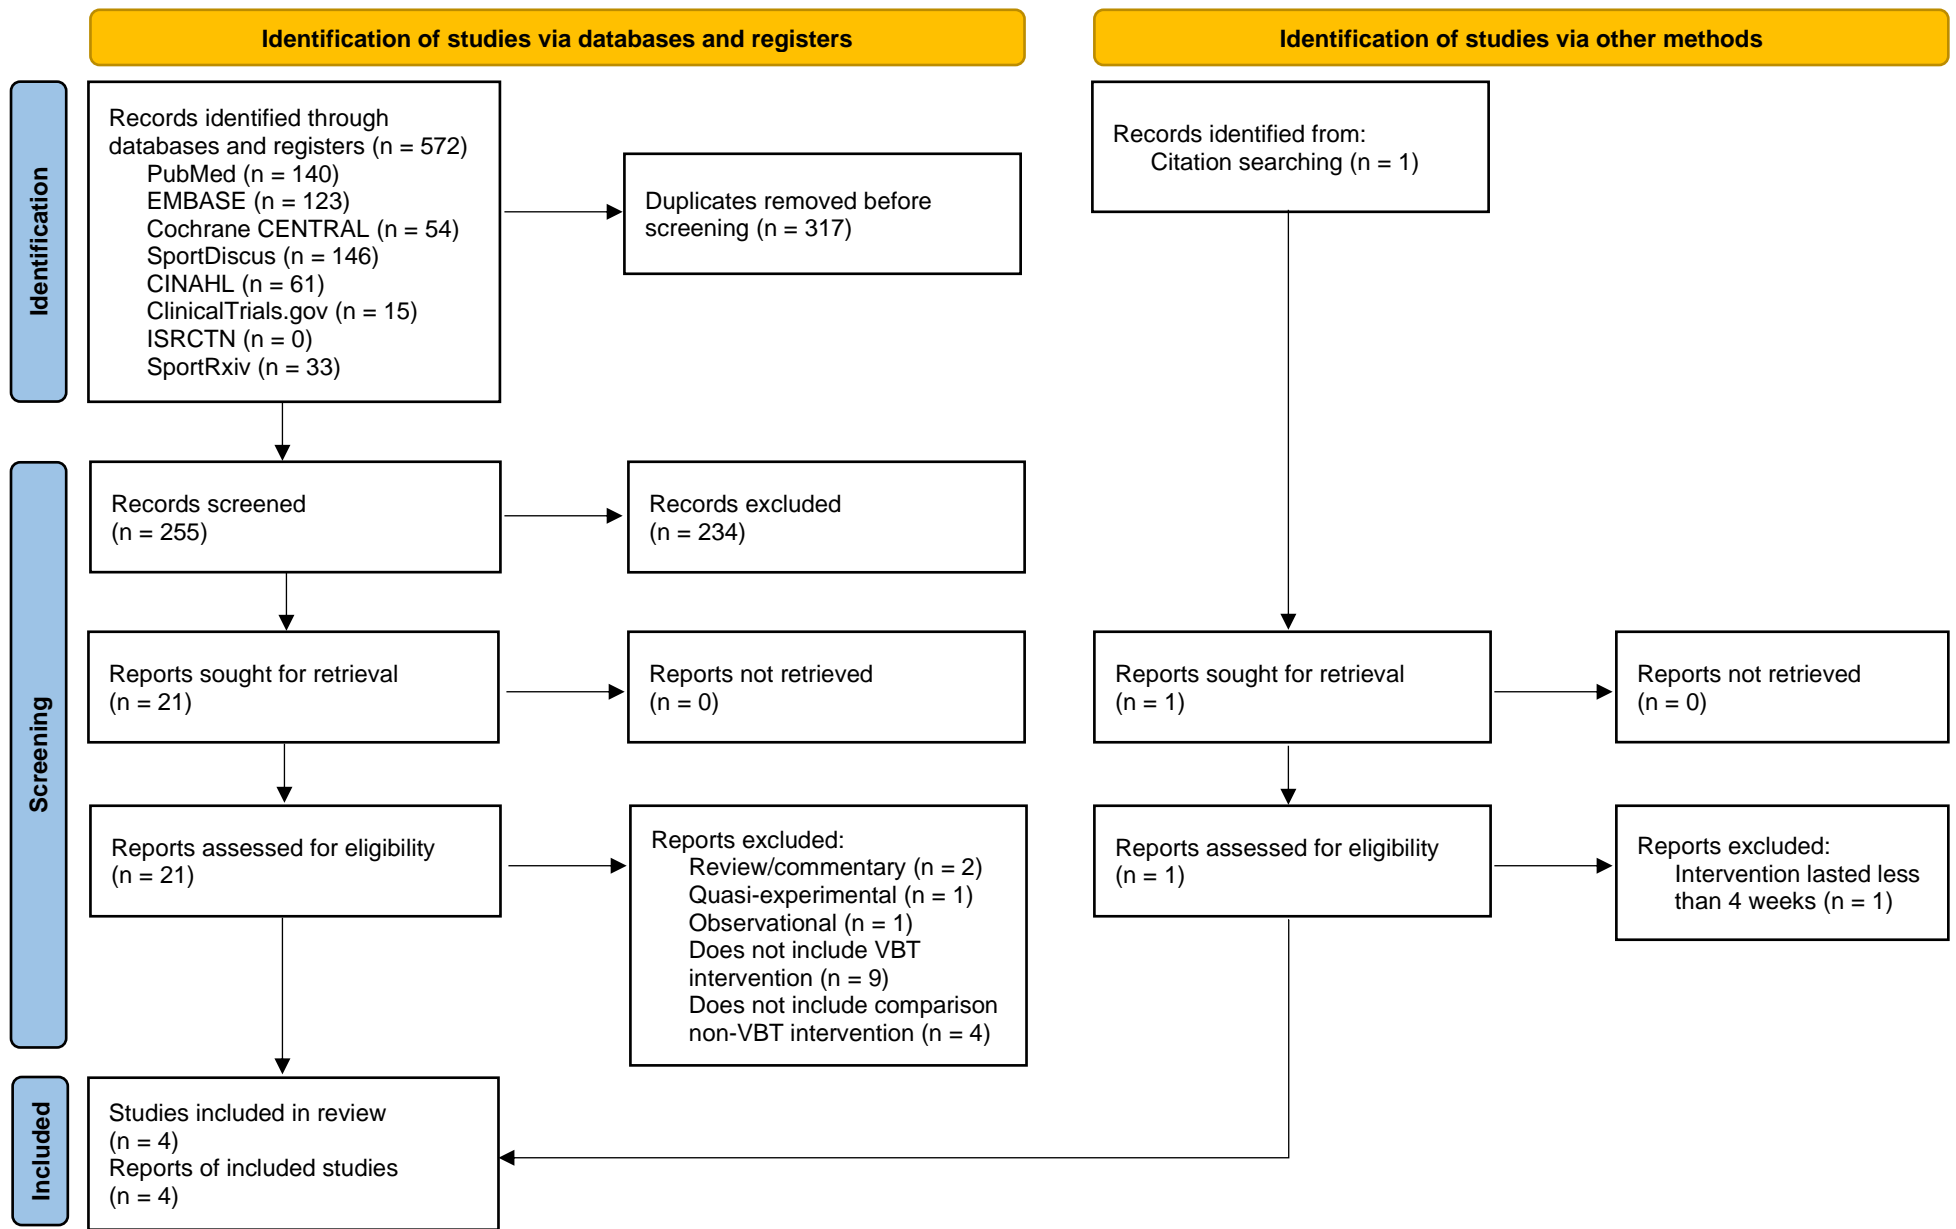 Identification of studies via databases and registers
Identification of studies via other methods
Identification
Records identified through
databases and registers (n = 572)
PubMed (n = 140)
EMBASE (n = 123)
Cochrane CENTRAL (n = 54)
SportDiscus (n = 146)
CINAHL (n = 61)
ClinicalTrials.gov (n = 15)
ISRCTN (n = 0)
SportRxiv (n = 33)
Duplicates removed before
screening (n = 317)
Records identified from:
Citation searching (n = 1)
Screening
Records screened
(n = 255)
Records excluded
(n = 234)
Reports sought for retrieval
(n = 21)
Reports not retrieved
(n = 0)
Reports sought for retrieval
(n = 1)
Reports not retrieved
(n = 0)
Reports assessed for eligibility
(n = 21)
Reports excluded:
Review/commentary (n = 2)
Quasi-experimental (n = 1)
Observational (n = 1)
Does not include VBT
intervention (n = 9)
Does not include comparison
non-VBT intervention (n = 4)
Reports assessed for eligibility
(n = 1)
Reports excluded:
Intervention lasted less
than 4 weeks (n = 1)
Included
Studies included in review
(n = 4)
Reports of included studies
(n = 4)